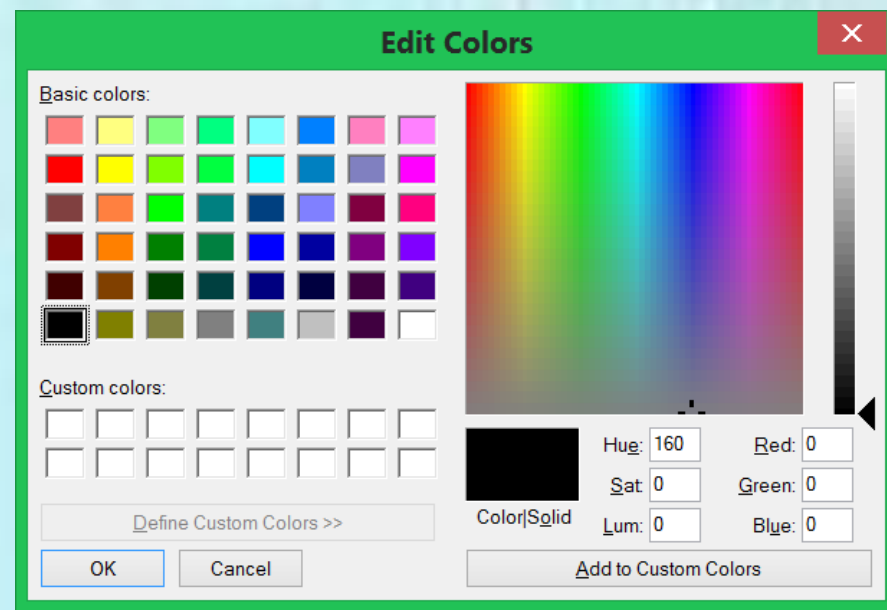 Edit Colors
Basic colors:
Custom colors:
Define Custom Colors >>
OK
Cancel
Color|Solid
Hue: 160
Sat: 0
Lum: 0
Red: 0
Green: 0
Blue: 0
Add to Custom Colors